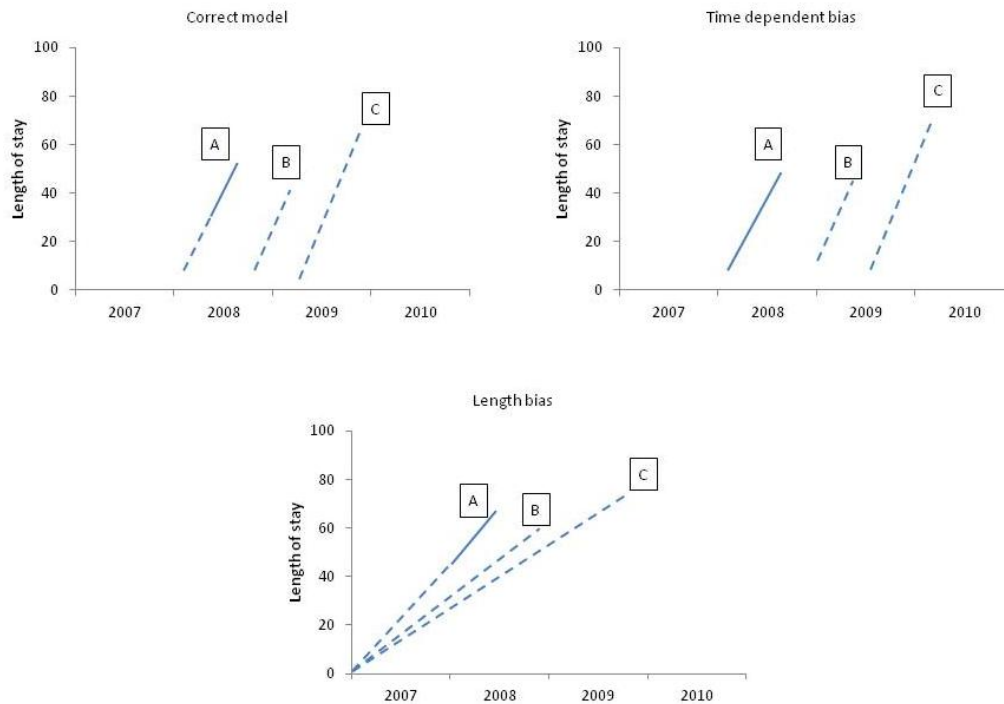 Correct model
100
80
60
40
20
0
Length of stay
A
B
C
2007 2008 2009 2010
Time dependent bias
100
80
60
40
20
0
Length of stay
A
B
C
2007 2008 2009 2010
Length bias
100
80
60
40
20
0
Length of stay
A
B
C
2007 2008 2009 2010